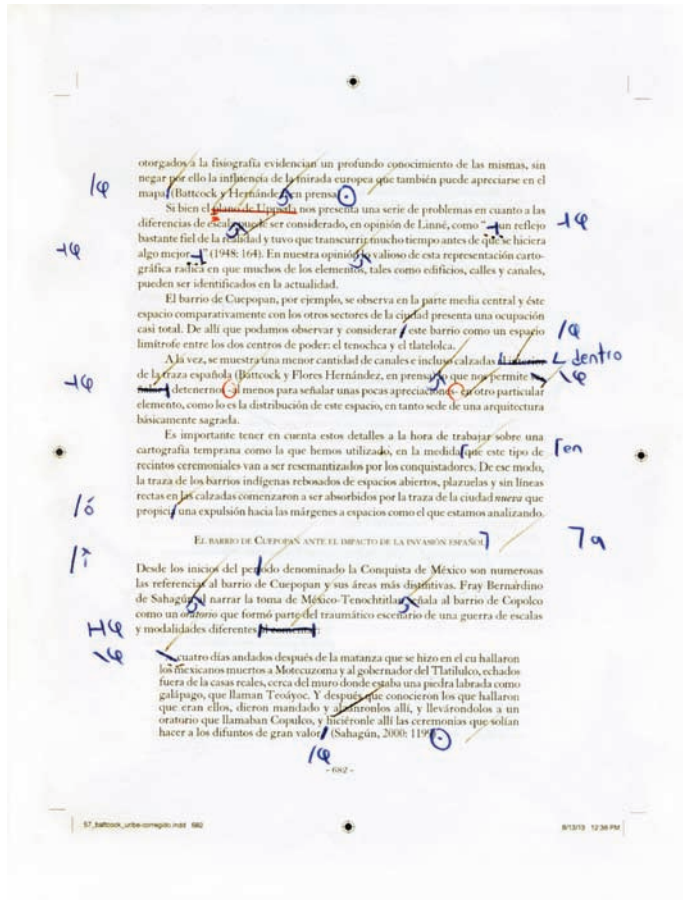 otorgados a la fisiografía evidencian un profundo conocimiento de las mismas, sin
negar por ello la influencia de la mirada europea que también puede apreciarse en el
mapa (Battcock y Hernández en prensa
Si bien el plano de Uppsala nos presenta una serie de problemas en cuanto a las
diferencias de escala puede ser considerado, en opinión de Linné, como "... un reflejo
bastante fiel de la realidad y tuvo que transcurrir mucho tiempo antes de que se hiciera
algo mejor..." (1948: 164). En nuestra opinión lo valioso de esta representación carto-
gráfica radica en que muchos de los elementos, tales como edificios, calles y canales,
pueden ser identificados en la actualidad.
El barrio de Cuepopan, por ejemplo, se observa en la parte media central y éste
espacio comparativamente con los otros sectores de la ciudad presenta una ocupación
casi total. De allí que podamos observar y considerar este barrio como un espacio
limítrofe entre los dos centros de poder: el tenochca y el tlatelolca.
A la vez, se muestra una menor cantidad de canales e incluso calzadas al interior
dentro
de la traza española (Battcock y Flores Hernández, en prensa) lo que nos permite
detenernos -al menos para señalar unas pocas apreciaciones- en otro particular
elemento, como lo es la distribución de este espacio, en tanto sede de una arquitectura
básicamente sagrada.
Es importante tener en cuenta estos detalles a la hora de trabajar sobre una
cartografía temprana como la que hemos utilizado, en la medida que este tipo de
en
recintos ceremoniales van a ser resemantizados por los conquistadores. De ese modo,
la traza de los barrios indígenas rebosados de espacios abiertos, plazuelas y sin líneas
rectas en las calzadas comenzaron a ser absorbidos por la traza de la ciudad nueva que
ó
propici una expulsión hacia las márgenes a espacios como el que estamos analizando.
El barrio de Cuepopan ante el impacto de la invasión español
a
Desde los inicios del periodo denominado la Conquista de México son numerosas
las referencias al barrio de Cuepopan y sus áreas más distintivas. Fray Bernardino
de Sahagún al narrar la toma de México-Tenochtitlan señala al barrio de Copolco
como un oratorio que formó parte del traumático escenario de una guerra de escalas
y modalidades diferentes
cuatro días andados después de la matanza que se hizo en el cu hallaron
los mexicanos muertos a Motecuzoma y al gobernador del Tlatilulco, echados
fuera de la casas reales, cerca del muro donde estaba una piedra labrada como
galápago, que llaman Teoáyoc. Y después que conocieron los que hallaron
que eran ellos, dieron mandado y alzáronlos allí, y llevárondolos a un
oratorio que llamaban Copulco, y hiciéronle allí las ceremonias que solían
hacer a los difuntos de gran valor (Sahagún, 2000: 119
- 682 -
57_battcock_uribe-corregido.indd 682
8/13/13 12:38 PM